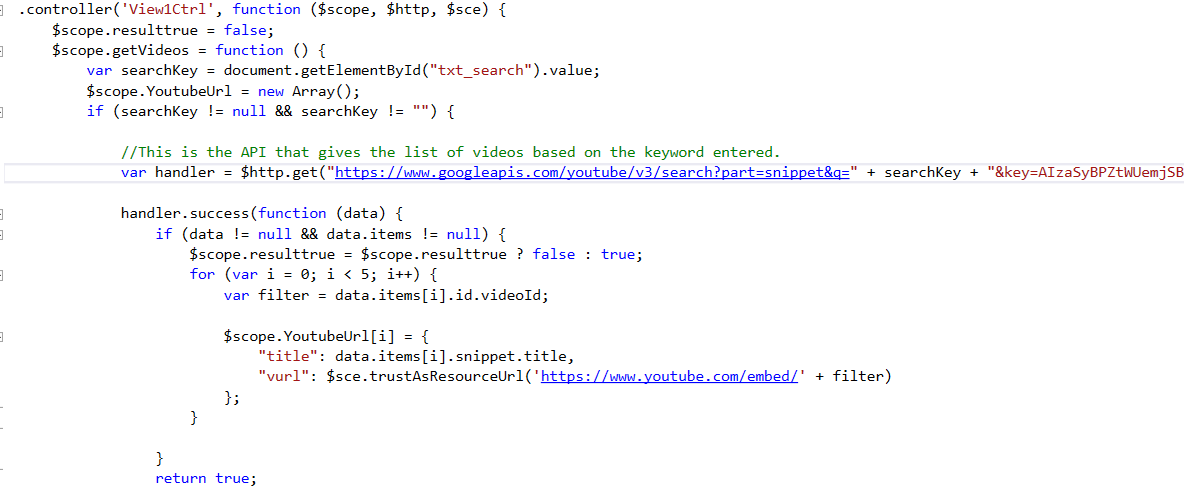 .controller('View1Ctrl', function ($scope, $http, $sce) {
$scope.resulttrue = false;
$scope.getVideos = function () {
var searchKey = document.getElementById("txt_search").value;
$scope.YoutubeUrl = new Array();
if (searchKey != null && searchKey != "") {
//This is the API that gives the list of videos based on the keyword entered.
var handler = $http.get("https://www.googleapis.com/youtube/v3/search?part=snippet&q=" + searchKey + "&key=AIzaSyBPZtWUemjSB
handler.success(function (data) {
if (data != null && data.items != null) {
$scope.resulttrue = $scope.resulttrue ? false : true;
for (var i = 0; i < 5; i++) {
var filter = data.items[i].id.videoId;
$scope.YoutubeUrl[i] = {
"title": data.items[i].snippet.title,
"vurl": $sce.trustAsResourceUrl('https://www.youtube.com/embed/' + filter)
};
}
}
return true;